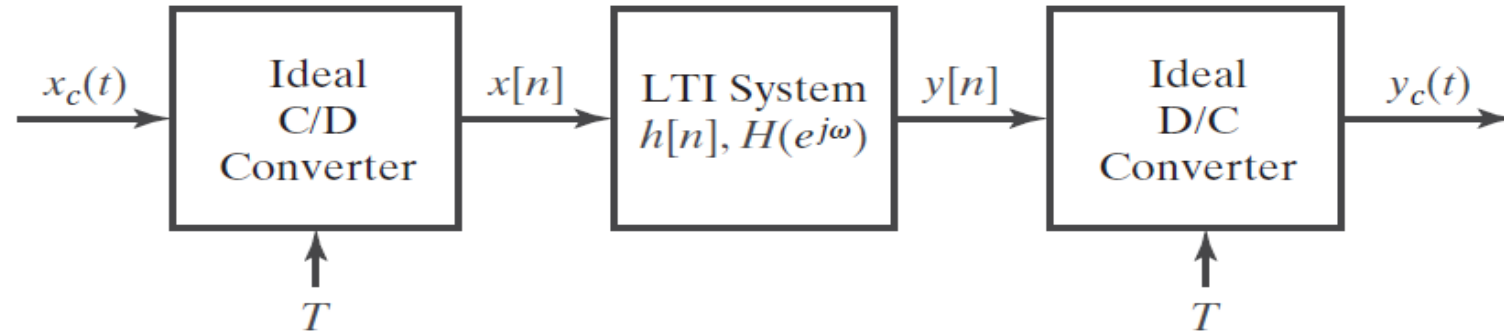 x_c(t)
Ideal
C/D
Converter
x[n]
LTI System
h[n], H(e^{jω})
y[n]
Ideal
D/C
Converter
y_c(t)
T
T